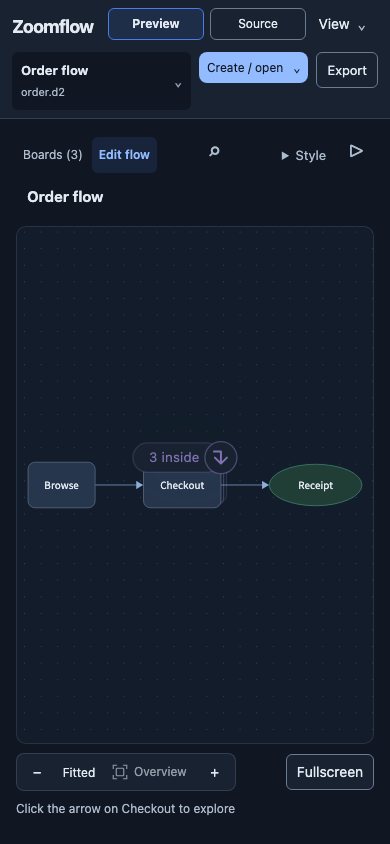 Zoomflow
Preview
Source
View
Order flow
order.d2
Create / open
Export
Boards (3)
Edit flow
Style
Order flow
3 inside
Browse
Checkout
Receipt
− Fitted Overview +
Fullscreen
Click the arrow on Checkout to explore